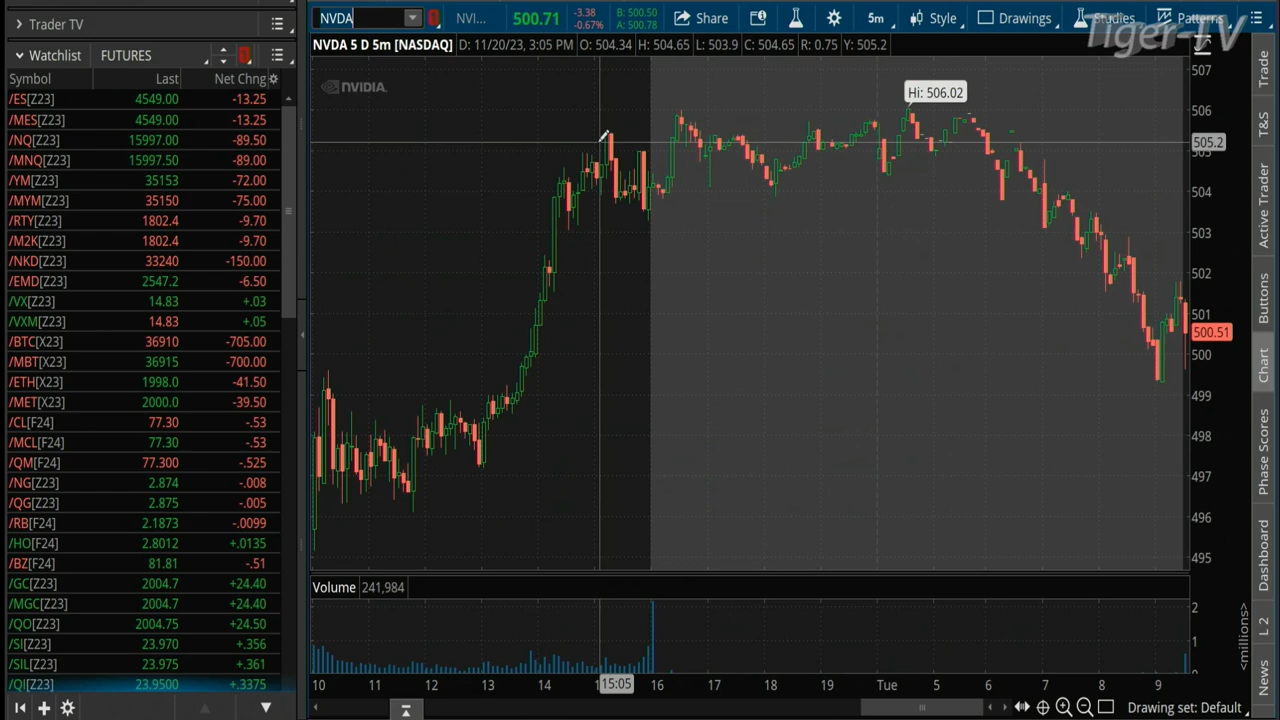 Trader TV
Watchlist FUTURES
Symbol Last Net Chng
/ES[Z23] 4549.00 -13.25
/MES[Z23] 4549.00 -13.25
/NQ[Z23] 15997.00 -89.50
/MNQ[Z23] 15997.50 -89.00
/YM[Z23] 35153 -72.00
/MYM[Z23] 35150 -75.00
/RTY[Z23] 1802.4 -9.70
/M2K[Z23] 1802.4 -9.70
/NKD[Z23] 33240 -150.00
/EMD[Z23] 2547.2 -6.50
/VX[Z23] 14.83 +.03
/VXM[Z23] 14.83 +.05
/BTC[X23] 36910 -705.00
/MBT[X23] 36915 -700.00
/ETH[X23] 1998.0 -41.50
/MET[X23] 2000.0 -39.50
/CL[F24] 77.30 -.53
/MCL[F24] 77.30 -.53
/QM[F24] 77.300 -.525
/NG[Z23] 2.874 -.008
/QG[Z23] 2.875 -.005
/RB[F24] 2.1873 -.0099
/HO[F24] 2.8012 +.0135
/BZ[F24] 81.81 -.51
/GC[Z23] 2004.7 +24.40
/MGC[Z23] 2004.7 +24.40
/QO[Z23] 2004.75 +24.50
/SI[Z23] 23.970 +.356
/SIL[Z23] 23.975 +.361
/QI[Z23] 23.9500 +.3375
NVDA NVI... 500.71 -3.38 -0.67% B: 500.50 A: 500.78 Share 5m Style Drawings Studies Patterns
Tiger-TV
NVDA 5 D 5m [NASDAQ] D: 11/20/23, 3:05 PM O: 504.34 H: 504.65 L: 503.9 C: 504.65 R: 0.75 Y: 505.2
NVIDIA.
Hi: 506.02
507
506
505.2
505
504
503
502
501
500.51
500
499
498
497
496
495
Volume 241,984
2
1
0
<millions>
10 11 12 13 14 15:05 16 17 18 19 Tue 5 6 7 8 9
Drawing set: Default
Trade
T&S
Active Trader
Buttons
Chart
Phase Scores
Dashboard
L 2
News